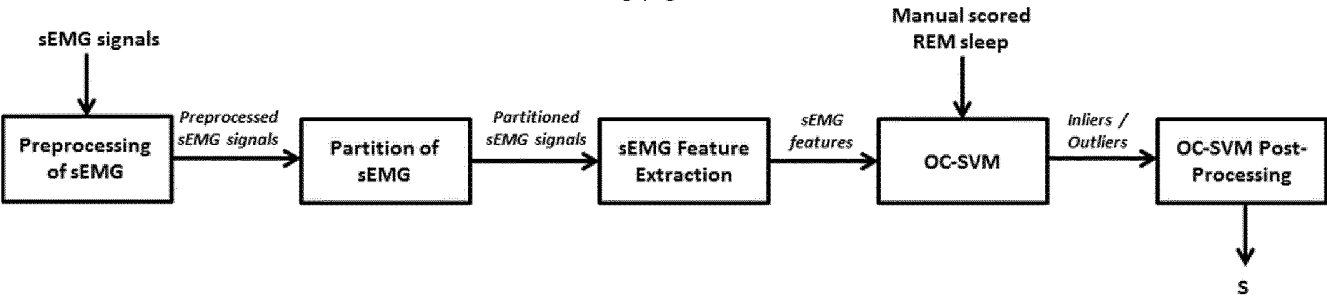 sEMG signals
Manual scored
REM sleep
Preprocessing
of sEMG
Preprocessed
sEMG signals
Partition of
sEMG
Partitioned
sEMG signals
sEMG Feature
Extraction
sEMG
features
OC-SVM
Inliers /
Outliers
OC-SVM Post-
Processing
S